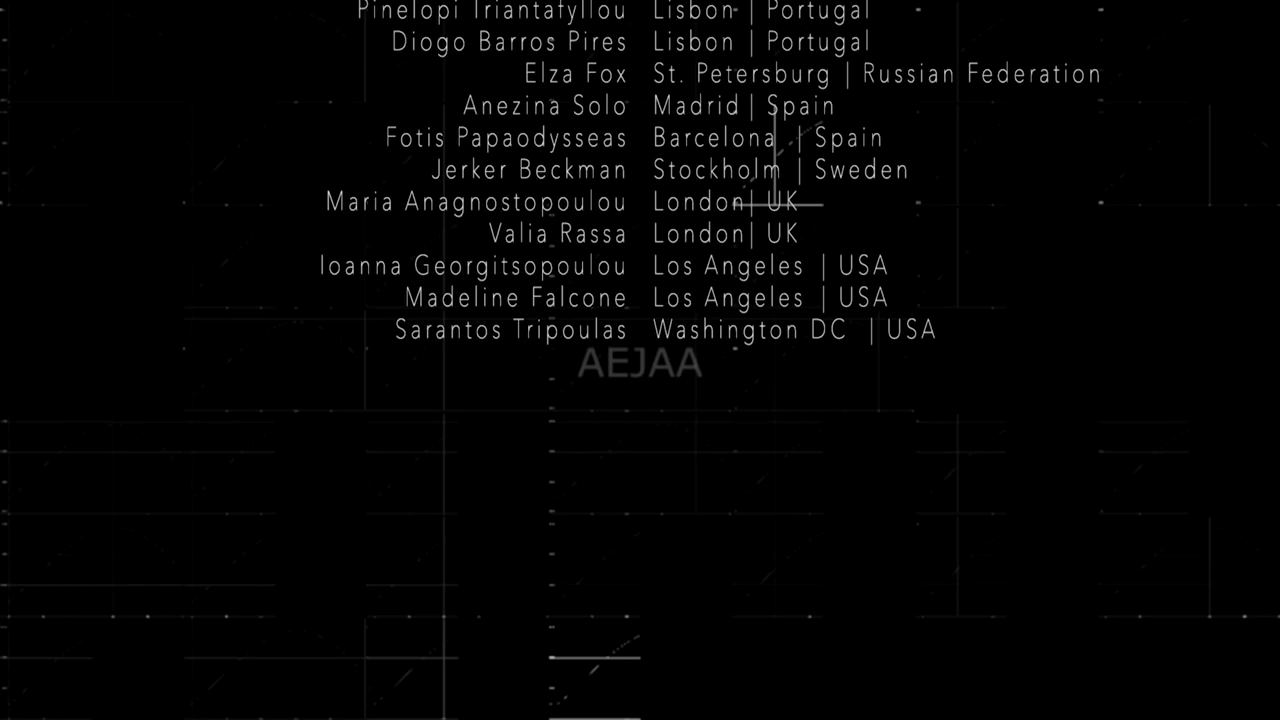 Pinelopi Triantafyllou Lisbon | Portugal
Diogo Barros Pires Lisbon | Portugal
Elza Fox St. Petersburg | Russian Federation
Anezina Solo Madrid | Spain
Fotis Papaodysseas Barcelona | Spain
Jerker Beckman Stockholm | Sweden
Maria Anagnostopoulou London| UK
Valia Rassa London| UK
Ioanna Georgitsopoulou Los Angeles | USA
Madeline Falcone Los Angeles | USA
Sarantos Tripoulas Washington DC | USA
AEJAA